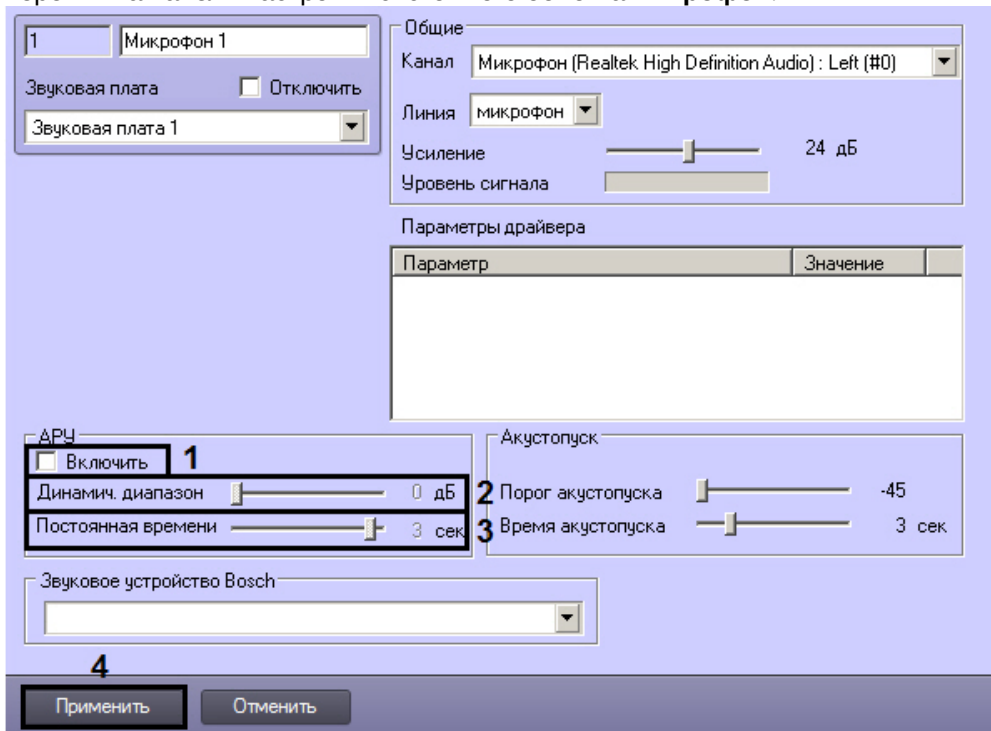 1
Микрофон 1
Звуковая плата
Отключить
Звуковая плата 1
Общие
Канал
Микрофон (Realtek High Definition Audio) : Left (#0)
Линия
микрофон
Усиление
24 дБ
Уровень сигнала
Параметры драйвера
Параметр
Значение
АРУ
Включить
1
Динамич. диапазон
0 дБ
2
Постоянная времени
3 сек
3
Акустопуск
Порог акустопуска
-45
Время акустопуска
3 сек
Звуковое устройство Bosch
4
Применить
Отменить